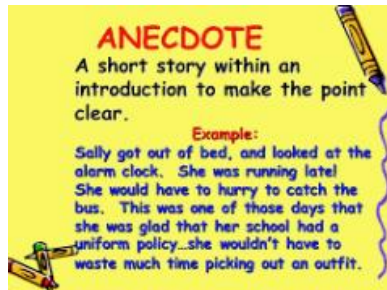 ANECDOTE
A short story within an
introduction to make the point
clear.
Example:
Sally got out of bed, and looked at the
alarm clock. She was running late!
She would have to hurry to catch the
bus. This was one of those days that
she was glad that her school had a
uniform policy...she wouldn't have to
waste much time picking out an outfit.